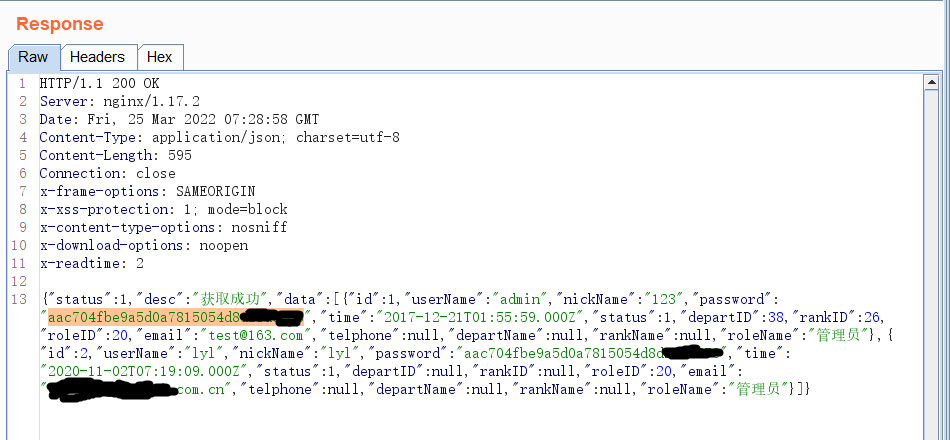 Response
Raw Headers Hex
1 HTTP/1.1 200 OK
2 Server: nginx/1.17.2
3 Date: Fri, 25 Mar 2022 07:28:58 GMT
4 Content-Type: application/json; charset=utf-8
5 Content-Length: 595
6 Connection: close
7 x-frame-options: SAMEORIGIN
8 x-xss-protection: 1; mode=block
9 x-content-type-options: nosniff
10 x-download-options: noopen
11 x-readtime: 2
12
13 {"status":1,"desc":"获取成功","data":[{"id":1,"userName":"admin","nickName":"123","password":
"aac704fbe9a5d0a7815054d8","time":"2017-12-21T01:55:59.000Z","status":1,"departID":38,"rankID":26,
"roleID":20,"email":"test@163.com","telphone":null,"departName":null,"rankName":null,"roleName":"管理员"},{
"id":2,"userName":"lyl","nickName":"lyl","password":"aac704fbe9a5d0a7815054d8d","time":
"2020-11-02T07:19:09.000Z","status":1,"departID":null,"rankID":null,"roleID":20,"email":
"com.cn","telphone":null,"departName":null,"rankName":null,"roleName":"管理员"}]}